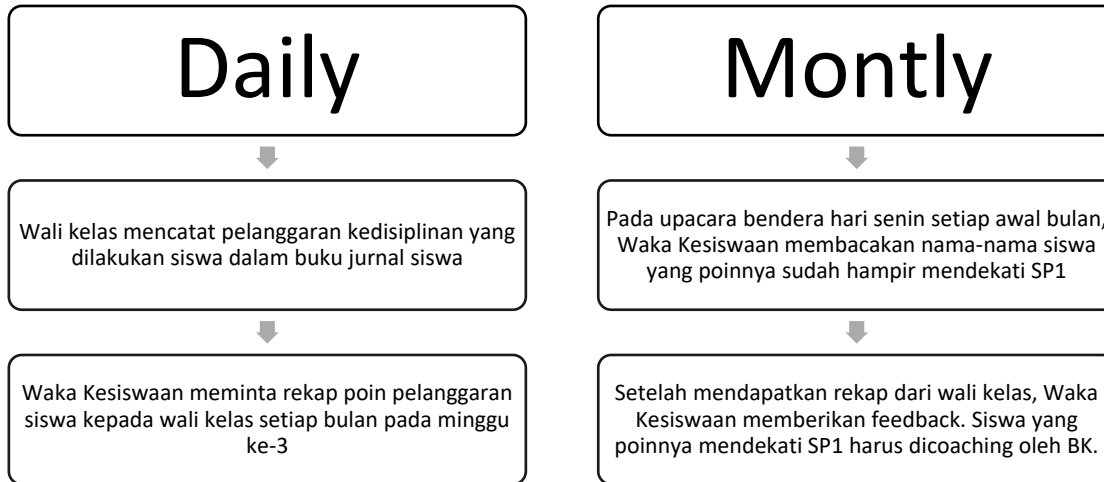 Daily
Wali kelas mencatat pelanggaran kedisiplinan yang
dilakukan siswa dalam buku jurnal siswa
Waka Kesiswaan meminta rekap poin pelanggaran
siswa kepada wali kelas setiap bulan pada minggu
ke-3
Montly
Pada upacara bendera hari senin setiap awal bulan,
Waka Kesiswaan membacakan nama-nama siswa
yang poinnya sudah hampir mendekati SP1
Setelah mendapatkan rekap dari wali kelas, Waka
Kesiswaan memberikan feedback. Siswa yang
poinnya mendekati SP1 harus dicoaching oleh BK.